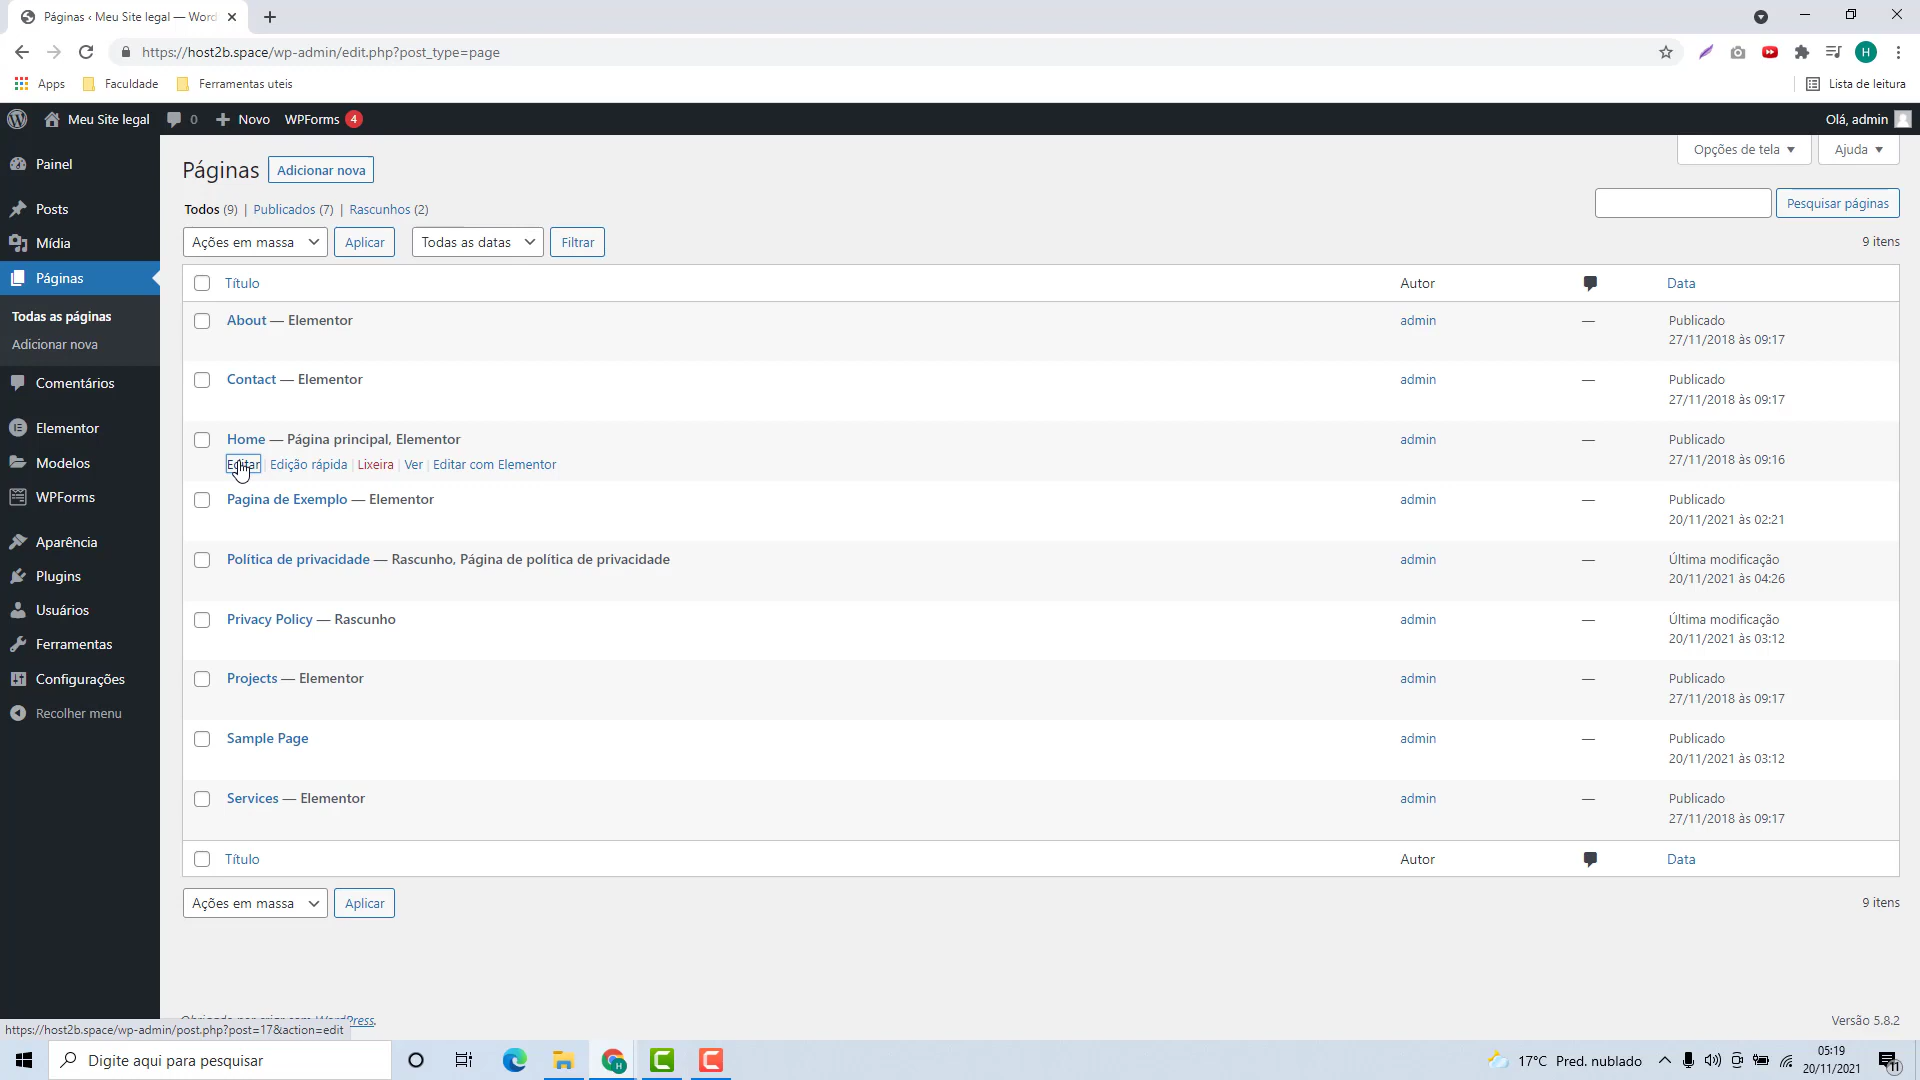 Páginas ‹ Meu Site legal — Word
https://host2b.space/wp-admin/edit.php?post_type=page
H
Apps
Faculdade
Ferramentas uteis
Lista de leitura
Meu Site legal
0
Novo
WPForms
4
Olá, admin
Painel
Posts
Mídia
Páginas
Todas as páginas
Adicionar nova
Comentários
Elementor
Modelos
WPForms
Aparência
Plugins
Usuários
Ferramentas
Configurações
Recolher menu
Opções de tela
Ajuda
Páginas
Adicionar nova
Todos (9) | Publicados (7) | Rascunhos (2)
Pesquisar páginas
Ações em massa
Aplicar
Todas as datas
Filtrar
9 itens
Título
Autor
Data
About — Elementor
admin
—
Publicado
27/11/2018 às 09:17
Contact — Elementor
admin
—
Publicado
27/11/2018 às 09:17
Home — Página principal, Elementor
Editar | Edição rápida | Lixeira | Ver | Editar com Elementor
admin
—
Publicado
27/11/2018 às 09:16
Pagina de Exemplo — Elementor
admin
—
Publicado
20/11/2021 às 02:21
Política de privacidade — Rascunho, Página de política de privacidade
admin
—
Última modificação
20/11/2021 às 04:26
Privacy Policy — Rascunho
admin
—
Última modificação
20/11/2021 às 03:12
Projects — Elementor
admin
—
Publicado
27/11/2018 às 09:17
Sample Page
admin
—
Publicado
20/11/2021 às 03:12
Services — Elementor
admin
—
Publicado
27/11/2018 às 09:17
Título
Autor
Data
Ações em massa
Aplicar
9 itens
Obrigado por criar com WordPress.
Versão 5.8.2
https://host2b.space/wp-admin/post.php?post=17&action=edit
Digite aqui para pesquisar
H
17°C Pred. nublado
05:19
20/11/2021
11